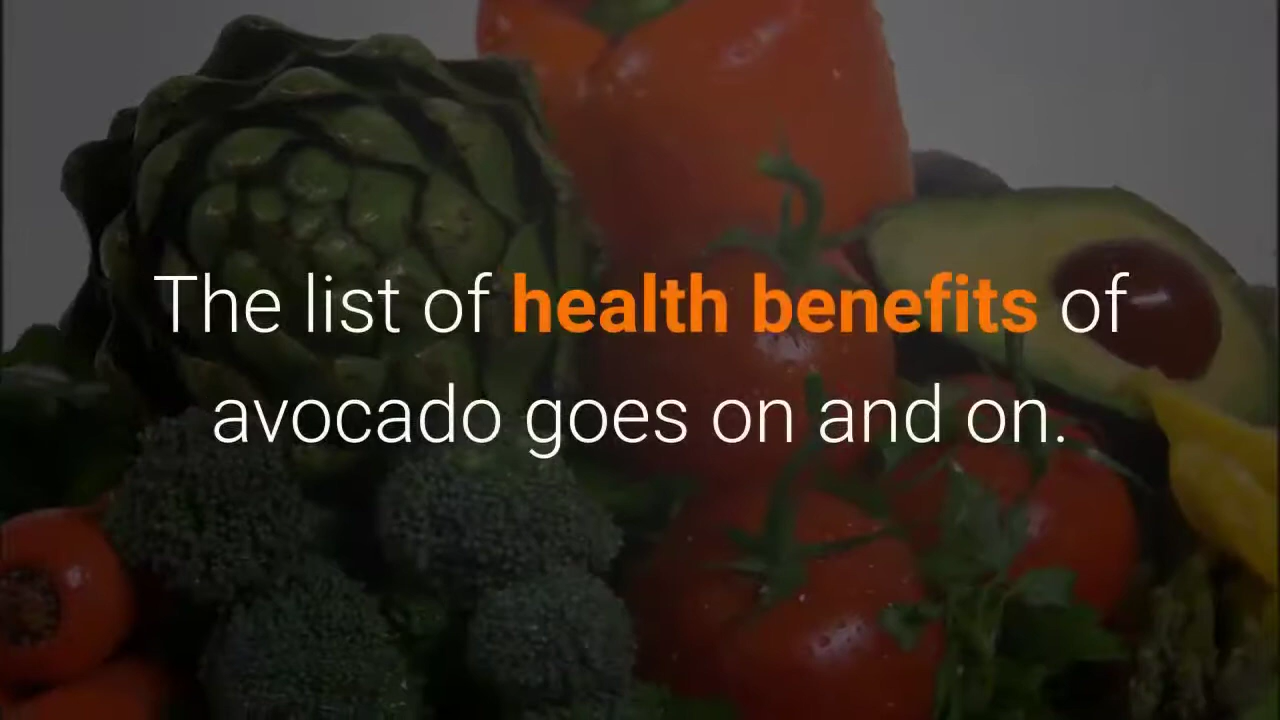 The list of health benefits of
avocado goes on and on.